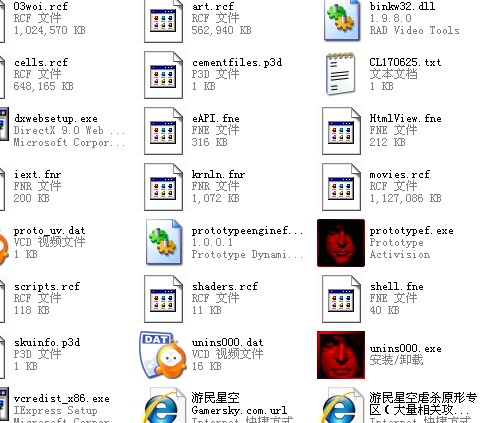 03woi.rcf
RCF 文件
1,024,570 KB
art.rcf
RCF 文件
562,940 KB
binkw32.dll
1.9.8.0
RAD Video Tools
cells.rcf
RCF 文件
648,165 KB
cementfiles.p3d
P3D 文件
1 KB
CL170625.txt
文本文档
1 KB
dxwebsetup.exe
DirectX 9.0 Web ...
Microsoft Corpor...
eAPI.fne
FNE 文件
316 KB
HtmlView.fne
FNE 文件
212 KB
iext.fnr
FNR 文件
200 KB
krnln.fnr
FNR 文件
1,072 KB
movies.rcf
RCF 文件
1,127,086 KB
proto_uv.dat
VCD 视频文件
1 KB
prototypeenginef...
1.0.0.1
Prototype Dynami...
prototypef.exe
Prototype
Activision
scripts.rcf
RCF 文件
118 KB
shaders.rcf
RCF 文件
11 KB
shell.fne
FNE 文件
40 KB
skuinfo.p3d
P3D 文件
1 KB
DAT
unins000.dat
VCD 视频文件
16 KB
unins000.exe
安装/卸载
vcredist_x86.exe
IExpress Setup
Microsoft Corpor...
游民星空
Gamersky.com.url
Internet 快捷方式
游民星空虐杀原形专
区（大量相关攻...
Internet 快捷方式